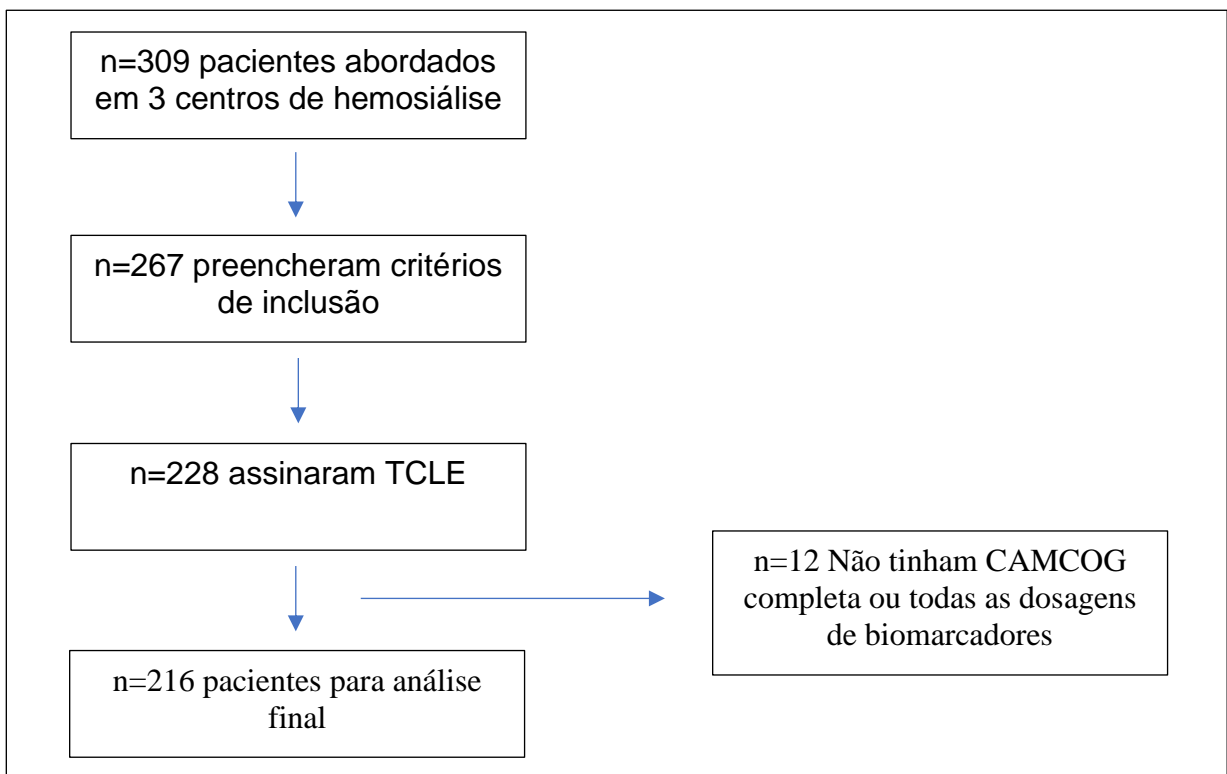 n=309 pacientes abordados
em 3 centros de hemosiálise
n=267 preencheram critérios
de inclusão
n=228 assinaram TCLE
n=12 Não tinham CAMCOG
completa ou todas as dosagens
de biomarcadores
n=216 pacientes para análise
final